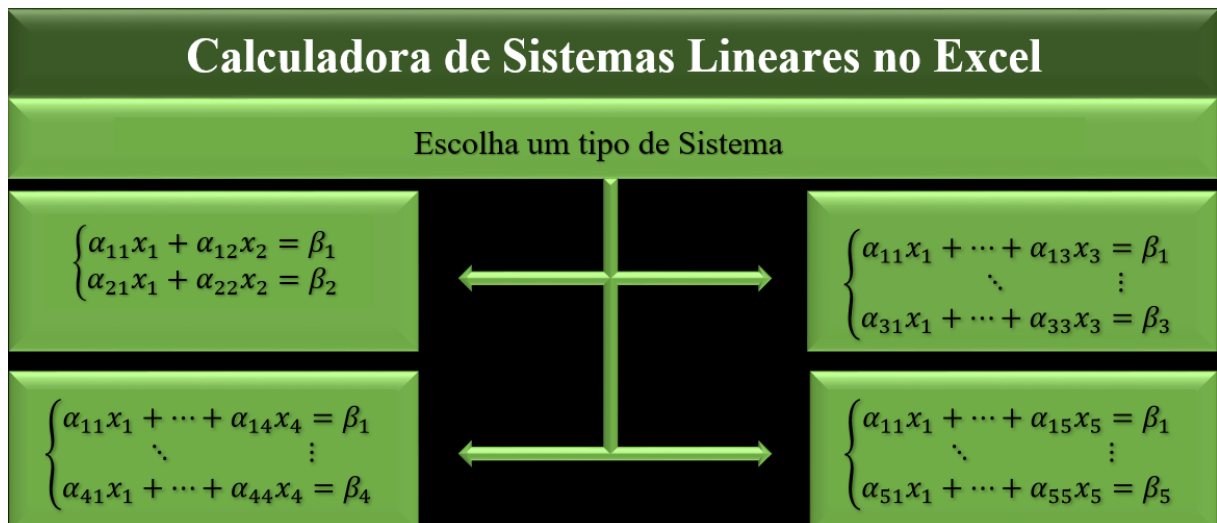 Calculadora de Sistemas Lineares no Excel
Escolha um tipo de Sistema
α₁₁x₁ + α₁₂x₂ = β₁
α₂₁x₁ + α₂₂x₂ = β₂
α₁₁x₁ + ⋯ + α₁₃x₃ = β₁
⋱ ⋮
α₃₁x₁ + ⋯ + α₃₃x₃ = β₃
α₁₁x₁ + ⋯ + α₁₄x₄ = β₁
⋱ ⋮
α₄₁x₁ + ⋯ + α₄₄x₄ = β₄
α₁₁x₁ + ⋯ + α₁₅x₅ = β₁
⋱ ⋮
α₅₁x₁ + ⋯ + α₅₅x₅ = β₅